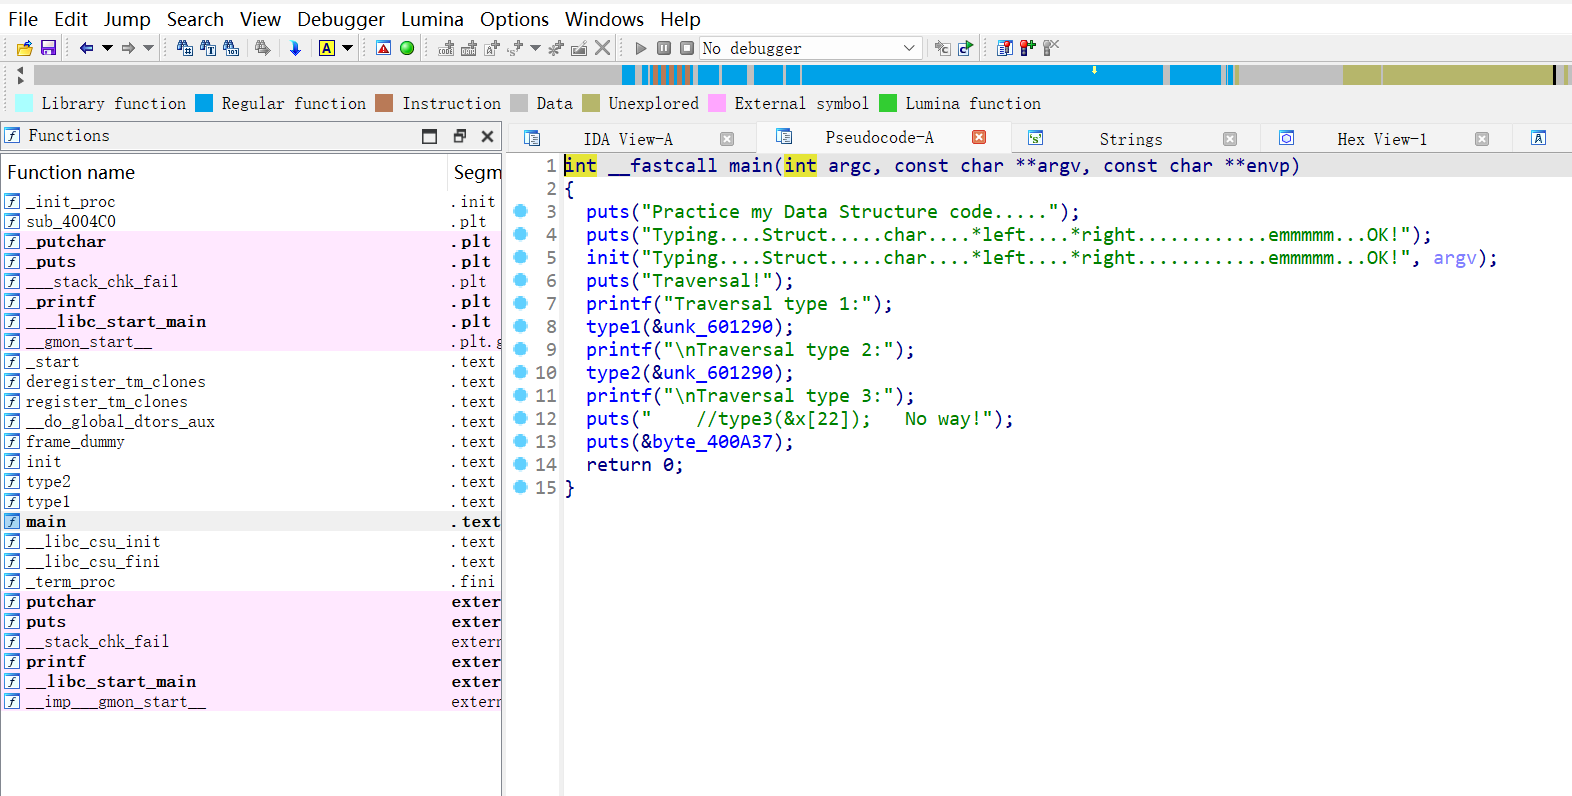 File Edit Jump Search View Debugger Lumina Options Windows Help
No debugger
Library function Regular function Instruction Data Unexplored External symbol Lumina function
Functions
Function name Segm
_init_proc .init
sub_4004C0 .plt
_putchar .plt
_puts .plt
___stack_chk_fail .plt
_printf .plt
___libc_start_main .plt
__gmon_start__ .plt.g
_start .text
deregister_tm_clones .text
register_tm_clones .text
__do_global_dtors_aux .text
frame_dummy .text
init .text
type2 .text
type1 .text
main .text
__libc_csu_init .text
__libc_csu_fini .text
_term_proc .fini
putchar exter
puts exter
__stack_chk_fail extern
printf exter
__libc_start_main exter
__imp___gmon_start__ extern
IDA View-A Pseudocode-A Strings Hex View-1
1 int __fastcall main(int argc, const char **argv, const char **envp)
2 {
3 puts("Practice my Data Structure code.....");
4 puts("Typing....Struct.....char....*left....*right............emmmmm...OK!");
5 init("Typing....Struct.....char....*left....*right............emmmmm...OK!", argv);
6 puts("Traversal!");
7 printf("Traversal type 1:");
8 type1(&unk_601290);
9 printf("\nTraversal type 2:");
10 type2(&unk_601290);
11 printf("\nTraversal type 3:");
12 puts("    //type3(&x[22]);   No way!");
13 puts(&byte_400A37);
14 return 0;
15 }